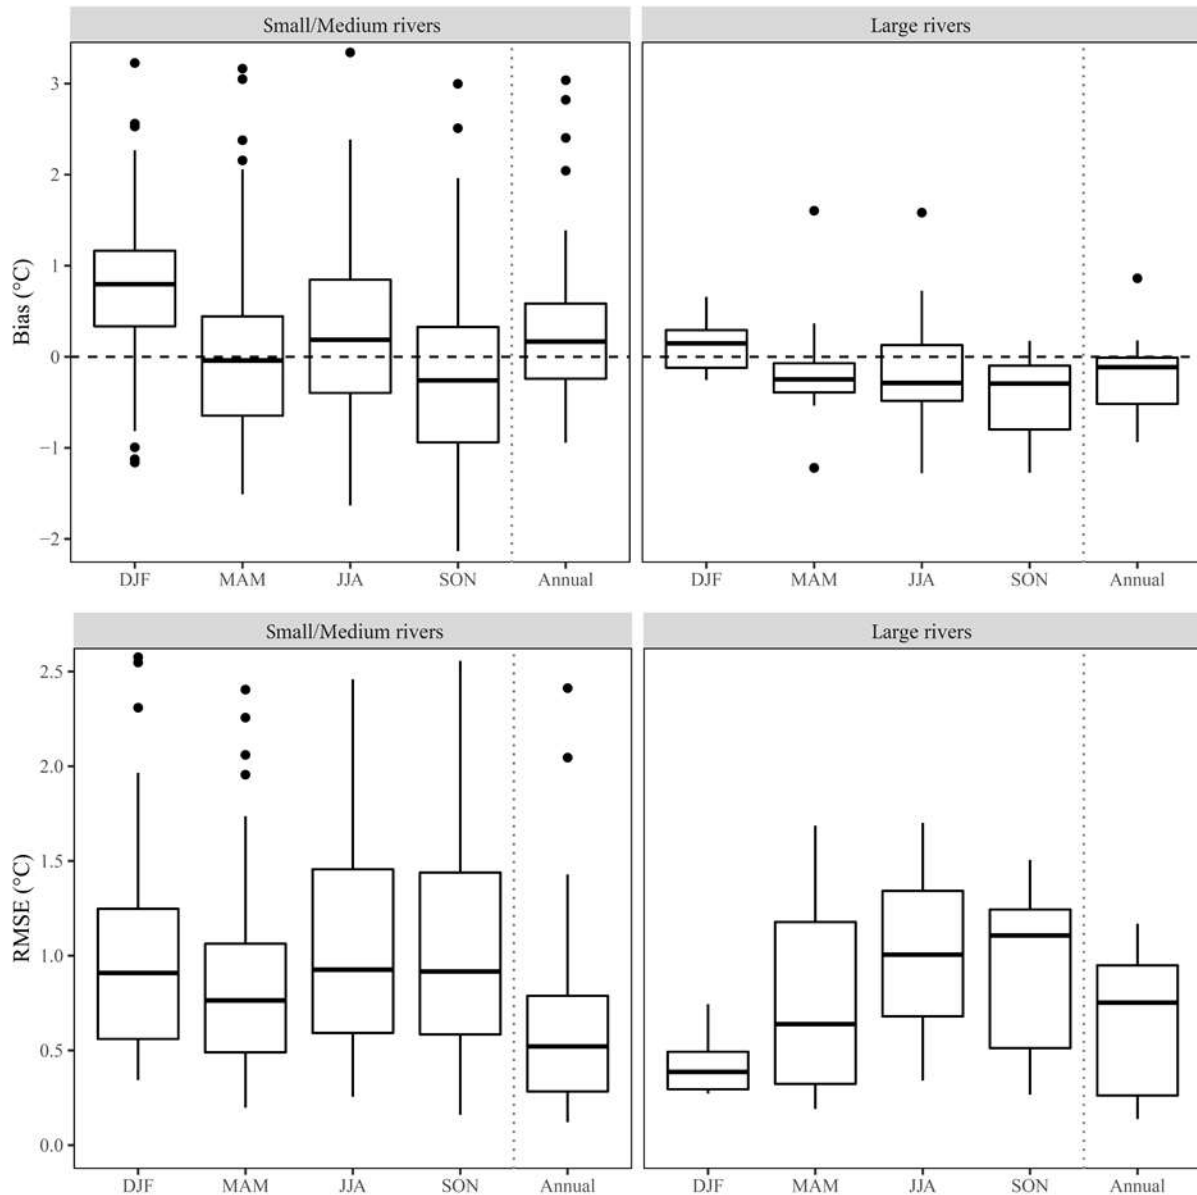 Small/Medium rivers
Large rivers
Bias (°C)
3
2
1
0
−1
−2
DJF MAM JJA SON Annual
DJF MAM JJA SON Annual
Small/Medium rivers
Large rivers
RMSE (°C)
2.5
2.0
1.5
1.0
0.5
0.0
DJF MAM JJA SON Annual
DJF MAM JJA SON Annual